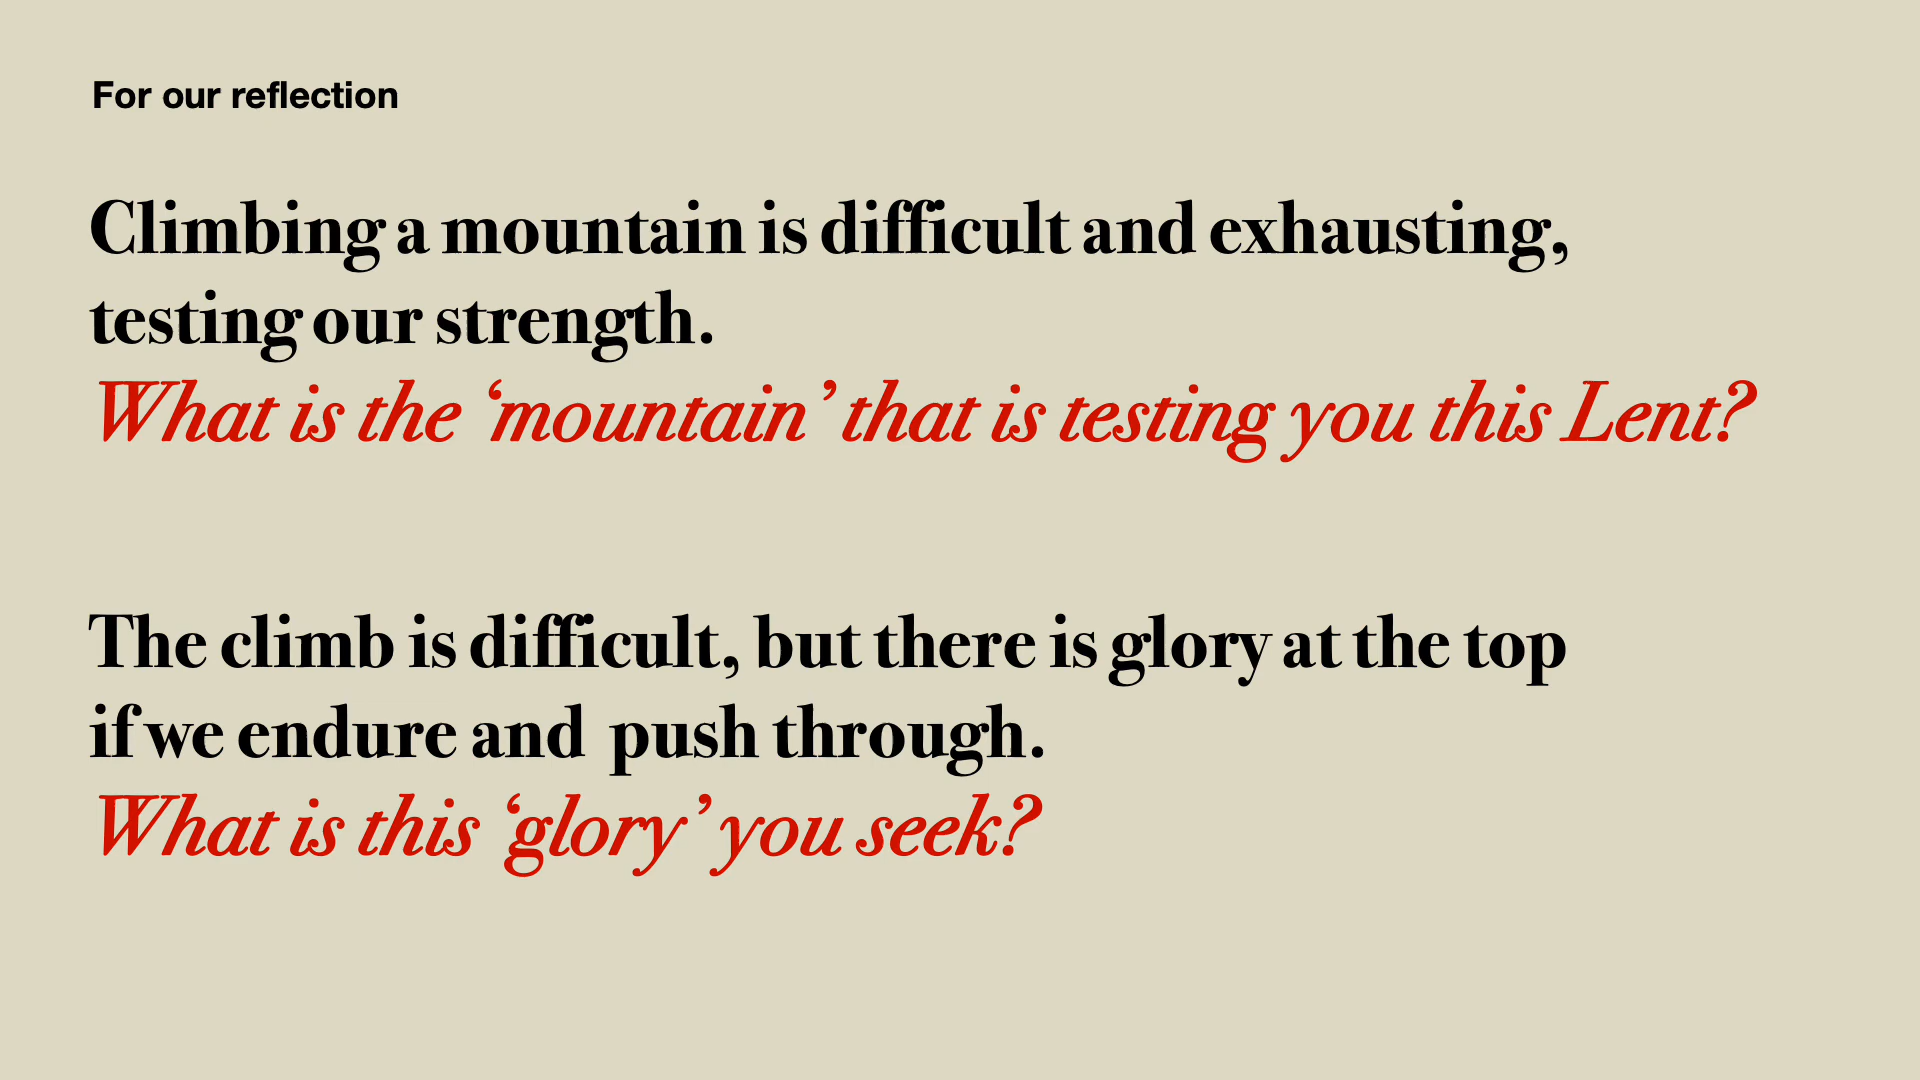 For our reflection
Climbing a mountain is difficult and exhausting,
testing our strength.
What is the ‘mountain’ that is testing you this Lent?
The climb is difficult, but there is glory at the top
if we endure and  push through.
What is this ‘glory’ you seek?